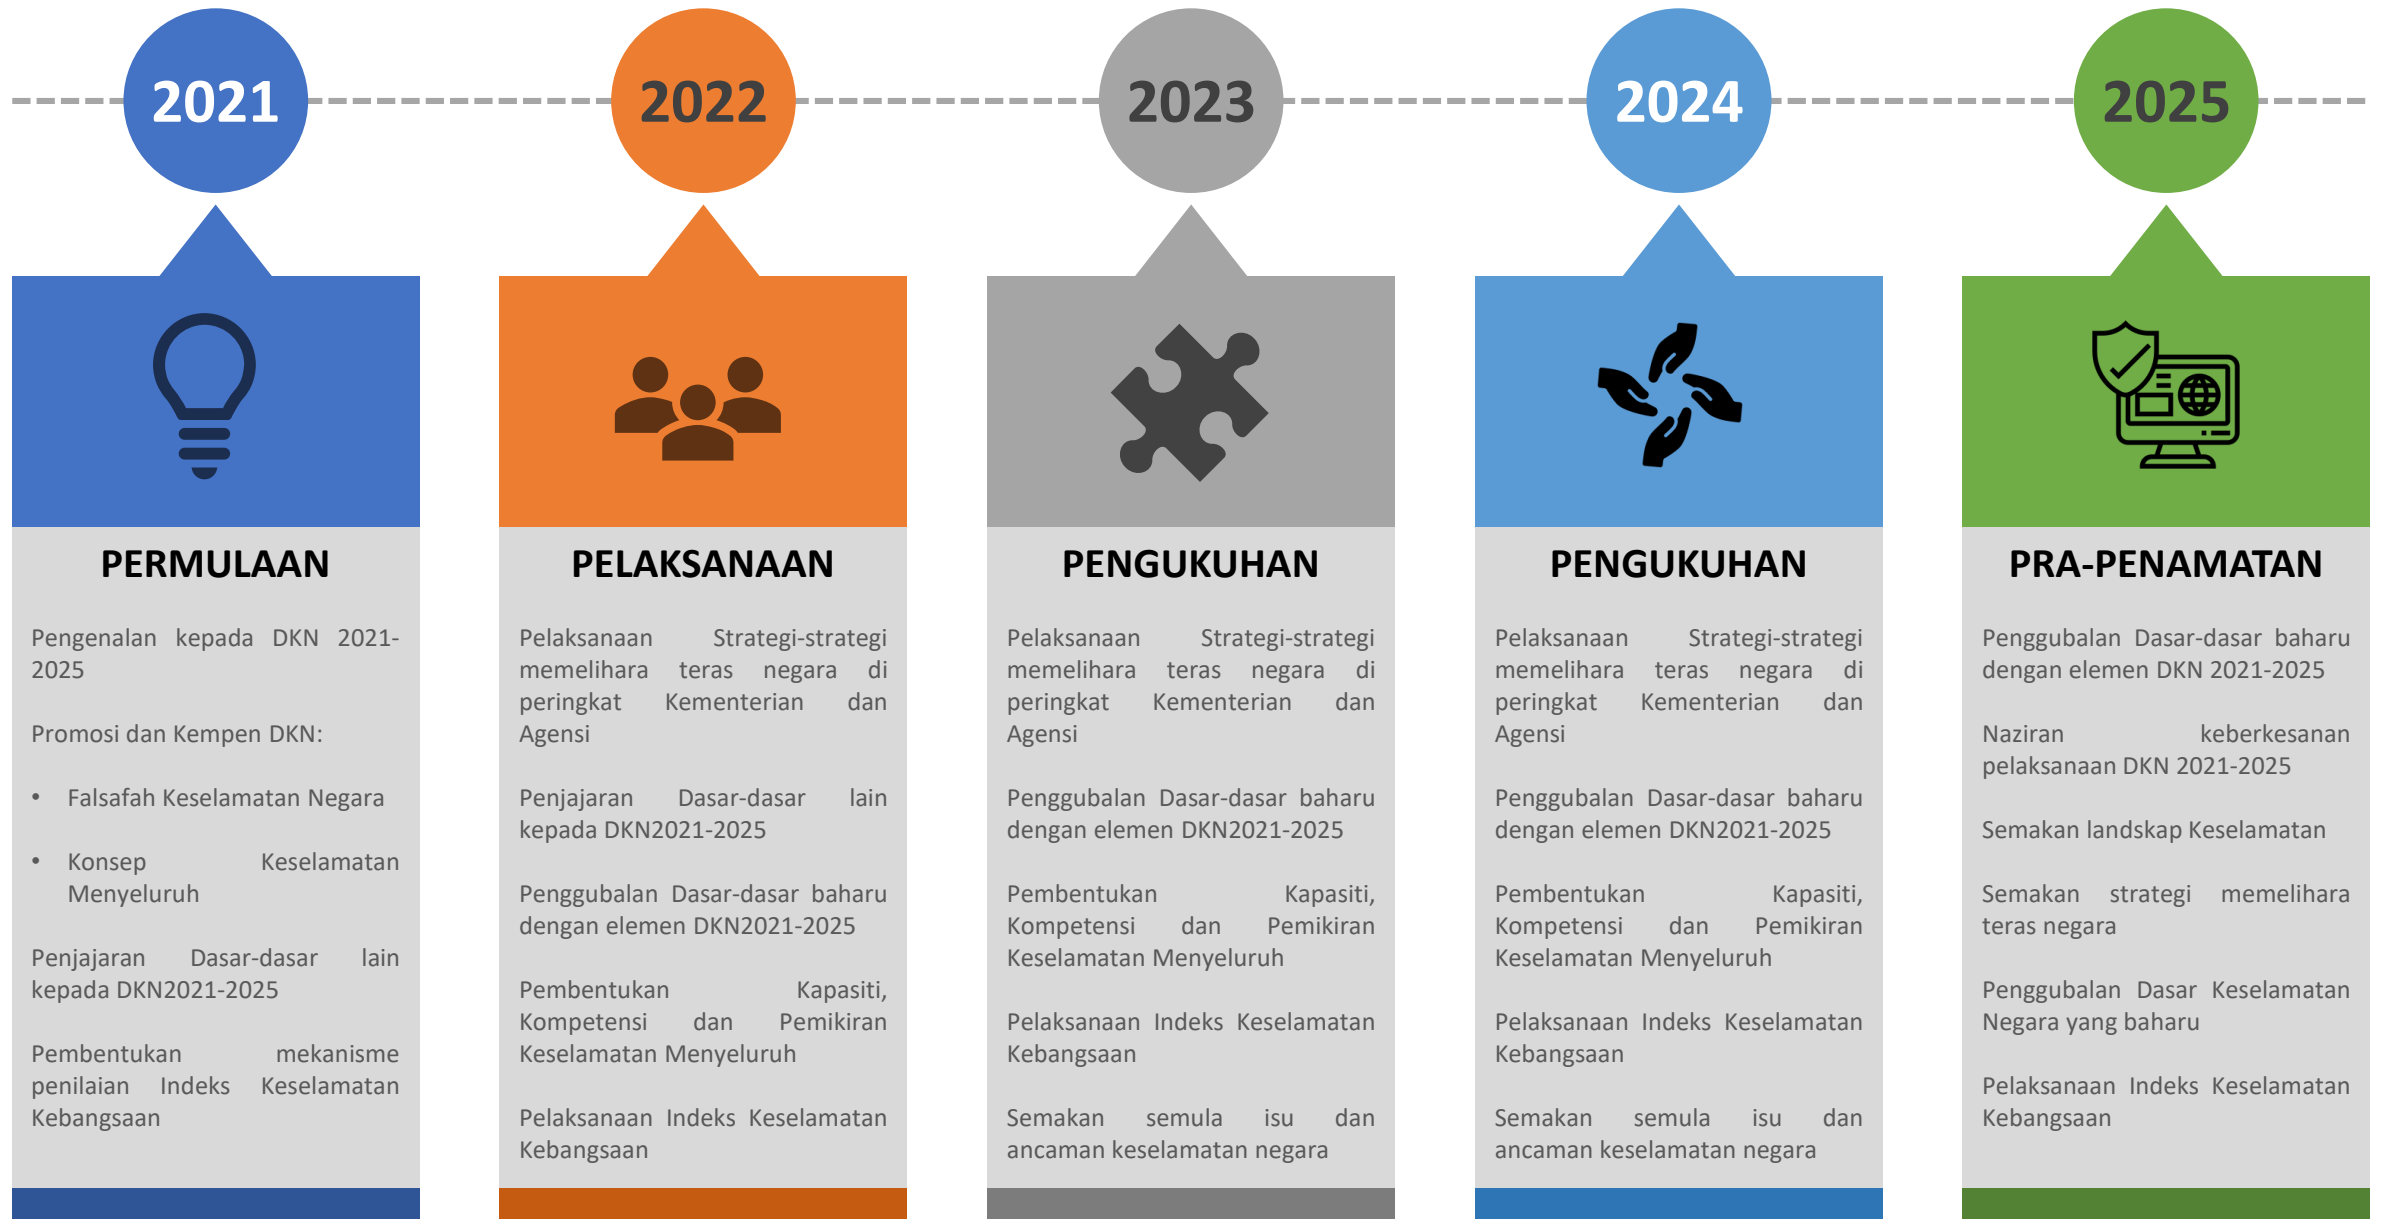 2021
2022
2023
2024
2025
PERMULAAN
Pengenalan kepada DKN 2021-
2025
Promosi dan Kempen DKN:
• Falsafah Keselamatan Negara
• Konsep Keselamatan
Menyeluruh
Penjajaran Dasar-dasar lain
kepada DKN2021-2025
Pembentukan mekanisme
penilaian Indeks Keselamatan
Kebangsaan
PELAKSANAAN
Pelaksanaan Strategi-strategi
memelihara teras negara di
peringkat Kementerian dan
Agensi
Penjajaran Dasar-dasar lain
kepada DKN2021-2025
Penggubalan Dasar-dasar baharu
dengan elemen DKN2021-2025
Pembentukan Kapasiti,
Kompetensi dan Pemikiran
Keselamatan Menyeluruh
Pelaksanaan Indeks Keselamatan
Kebangsaan
PENGUKUHAN
Pelaksanaan Strategi-strategi
memelihara teras negara di
peringkat Kementerian dan
Agensi
Penggubalan Dasar-dasar baharu
dengan elemen DKN2021-2025
Pembentukan Kapasiti,
Kompetensi dan Pemikiran
Keselamatan Menyeluruh
Pelaksanaan Indeks Keselamatan
Kebangsaan
Semakan semula isu dan
ancaman keselamatan negara
PENGUKUHAN
Pelaksanaan Strategi-strategi
memelihara teras negara di
peringkat Kementerian dan
Agensi
Penggubalan Dasar-dasar baharu
dengan elemen DKN2021-2025
Pembentukan Kapasiti,
Kompetensi dan Pemikiran
Keselamatan Menyeluruh
Pelaksanaan Indeks Keselamatan
Kebangsaan
Semakan semula isu dan
ancaman keselamatan negara
PRA-PENAMATAN
Penggubalan Dasar-dasar baharu
dengan elemen DKN 2021-2025
Naziran keberkesanan
pelaksanaan DKN 2021-2025
Semakan landskap Keselamatan
Semakan strategi memelihara
teras negara
Penggubalan Dasar Keselamatan
Negara yang baharu
Pelaksanaan Indeks Keselamatan
Kebangsaan